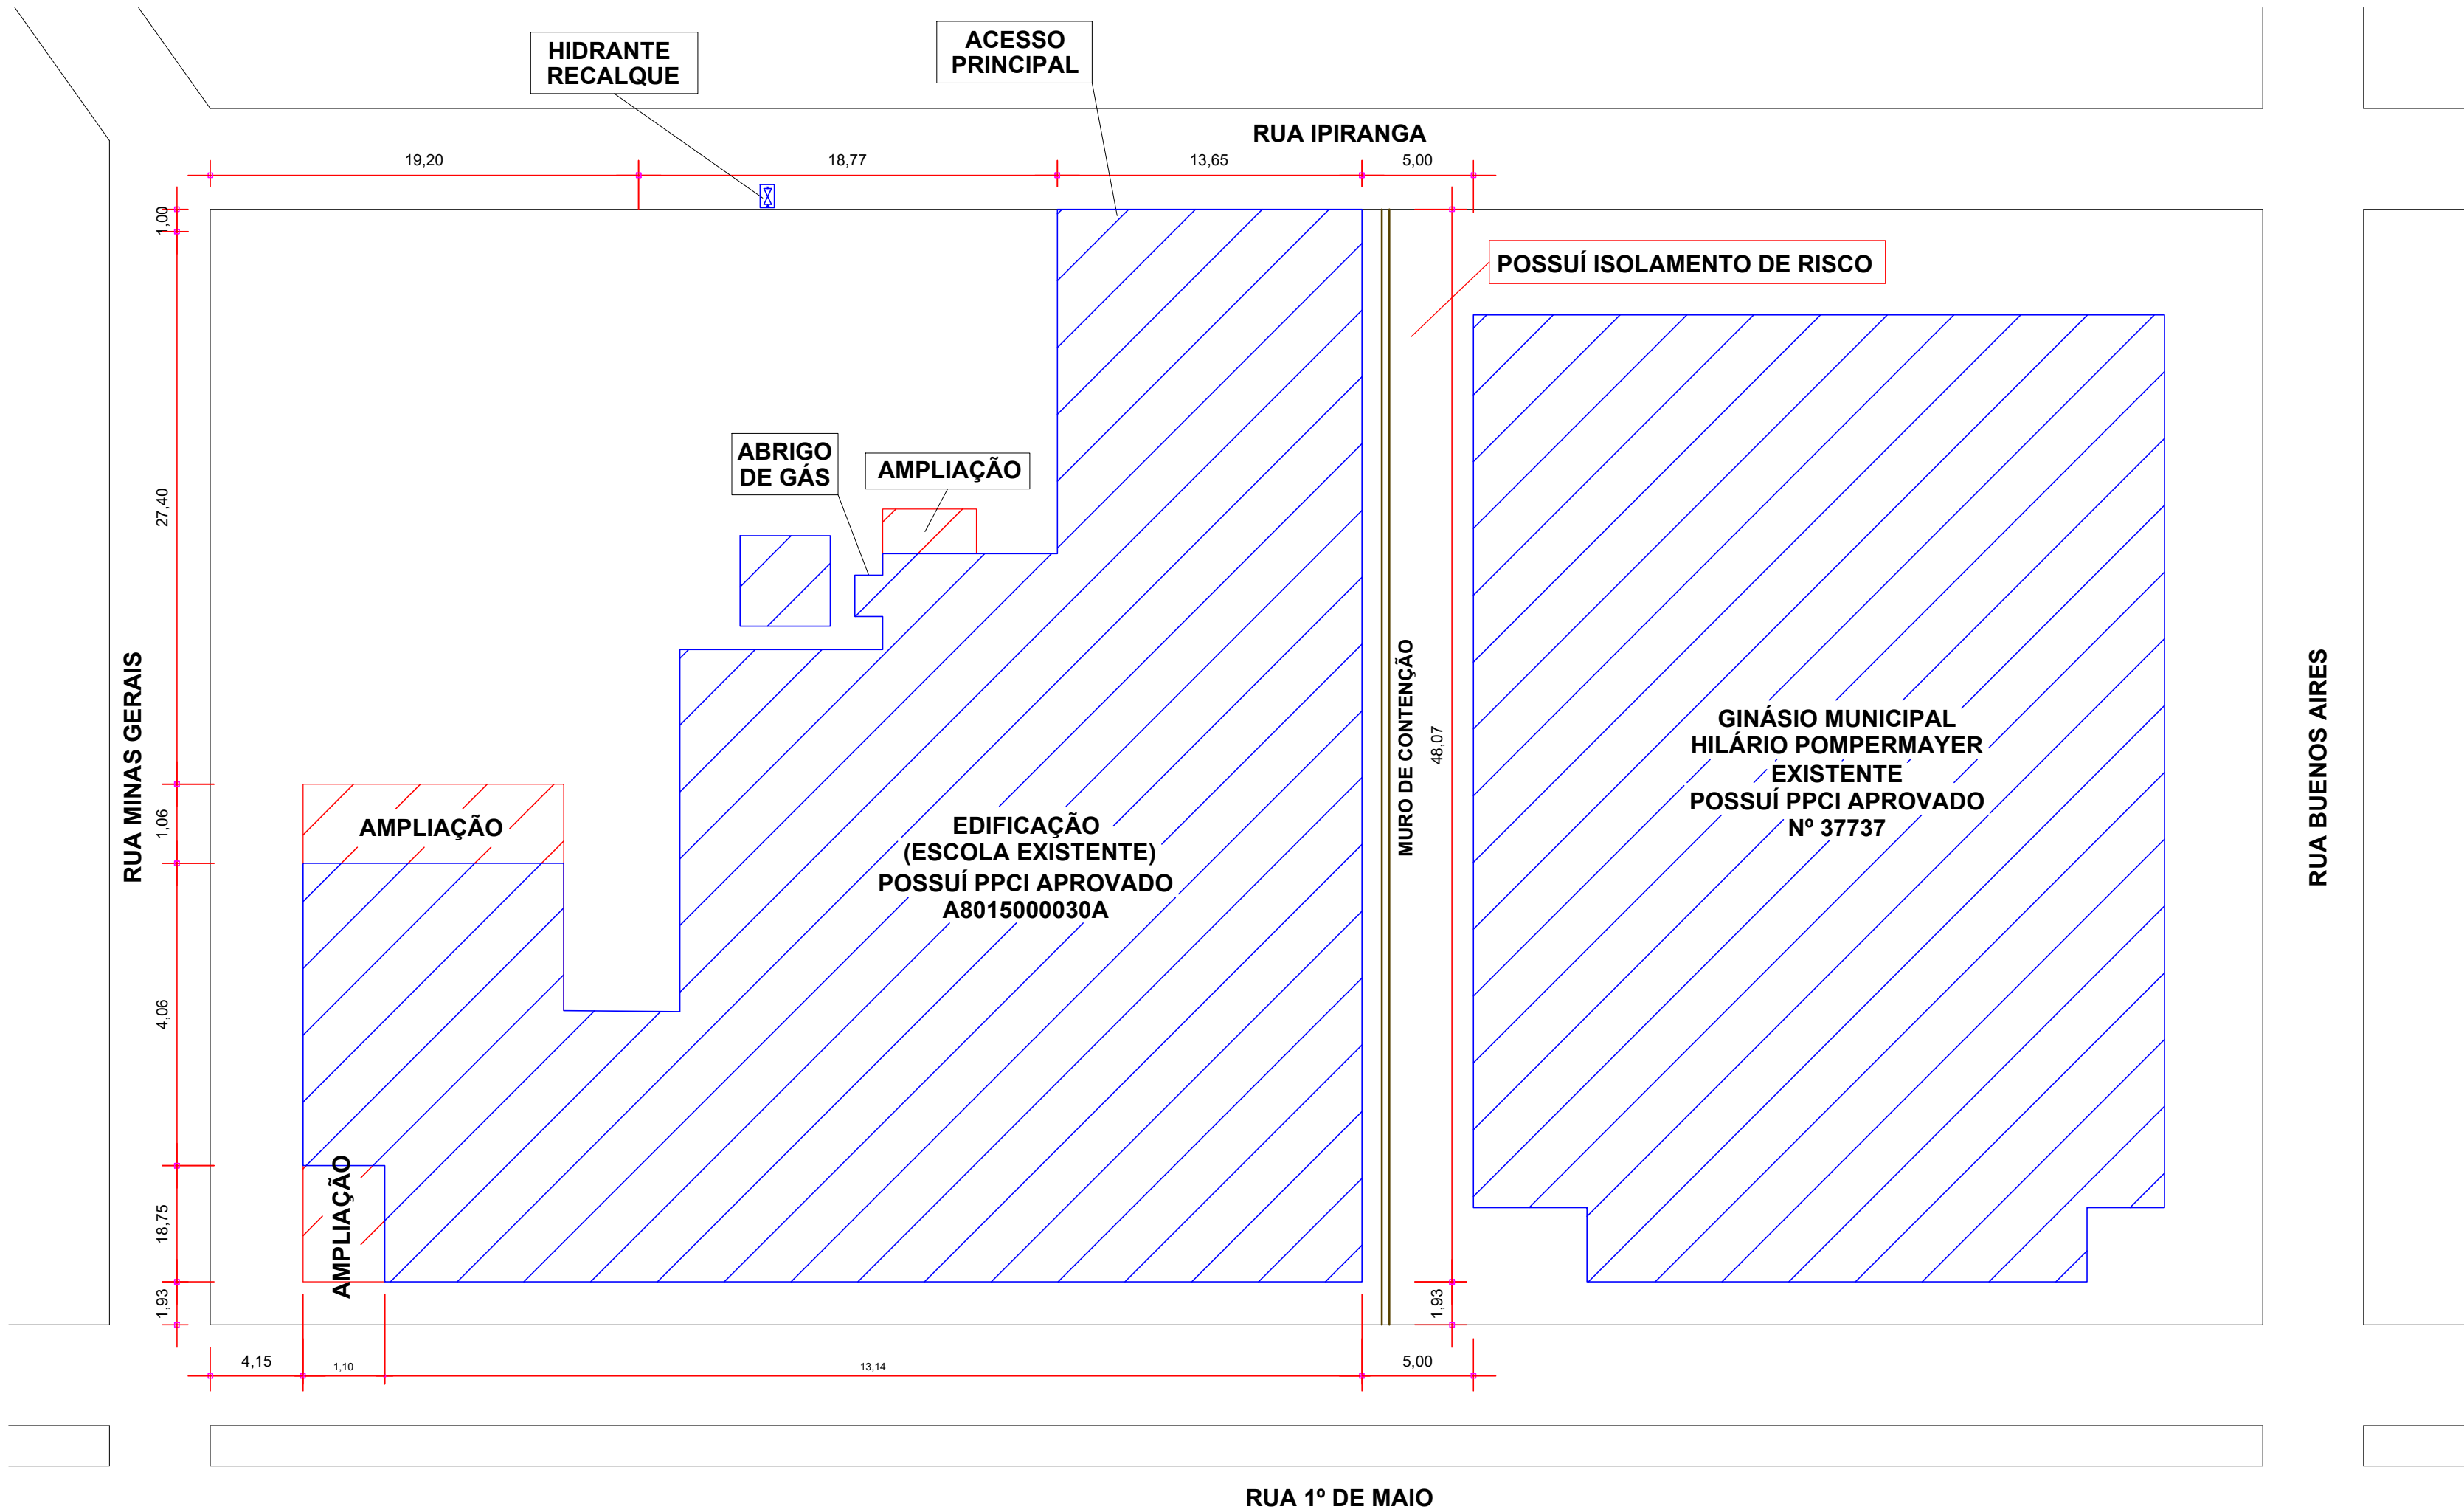 HIDRANTE
RECALQUE
ACESSO
PRINCIPAL
RUA IPIRANGA
19,20
18,77
13,65
5,00
1,00
POSSUÍ ISOLAMENTO DE RISCO
ABRIGO
DE GÁS
AMPLIAÇÃO
27,40
RUA MINAS GERAIS
MURO DE CONTENÇÃO
48,07
GINÁSIO MUNICIPAL
HILÁRIO POMPERMAYER
EXISTENTE
POSSUÍ PPCI APROVADO
Nº 37737
RUA BUENOS AIRES
1,06
AMPLIAÇÃO
EDIFICAÇÃO
(ESCOLA EXISTENTE)
POSSUÍ PPCI APROVADO
A8015000030A
4,06
18,75
AMPLIAÇÃO
1,93
1,93
4,15
1,10
13,14
5,00
RUA 1º DE MAIO